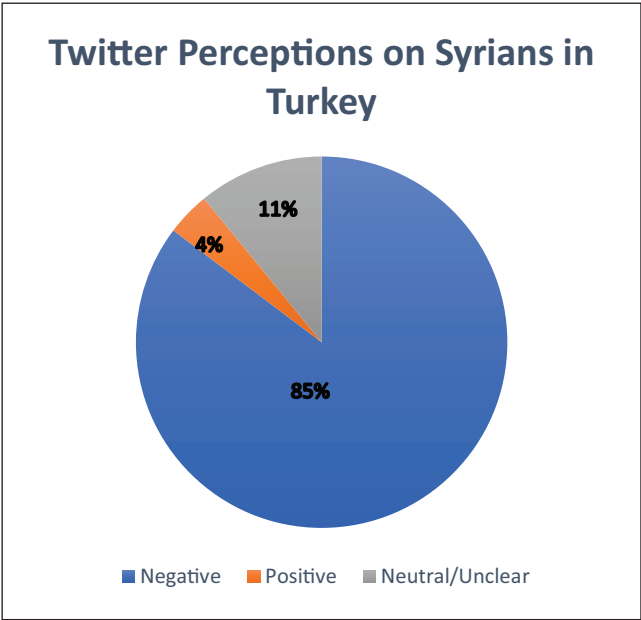 Twitter Perceptions on Syrians in
Turkey
11%
4%
85%
Negative Positive Neutral/Unclear